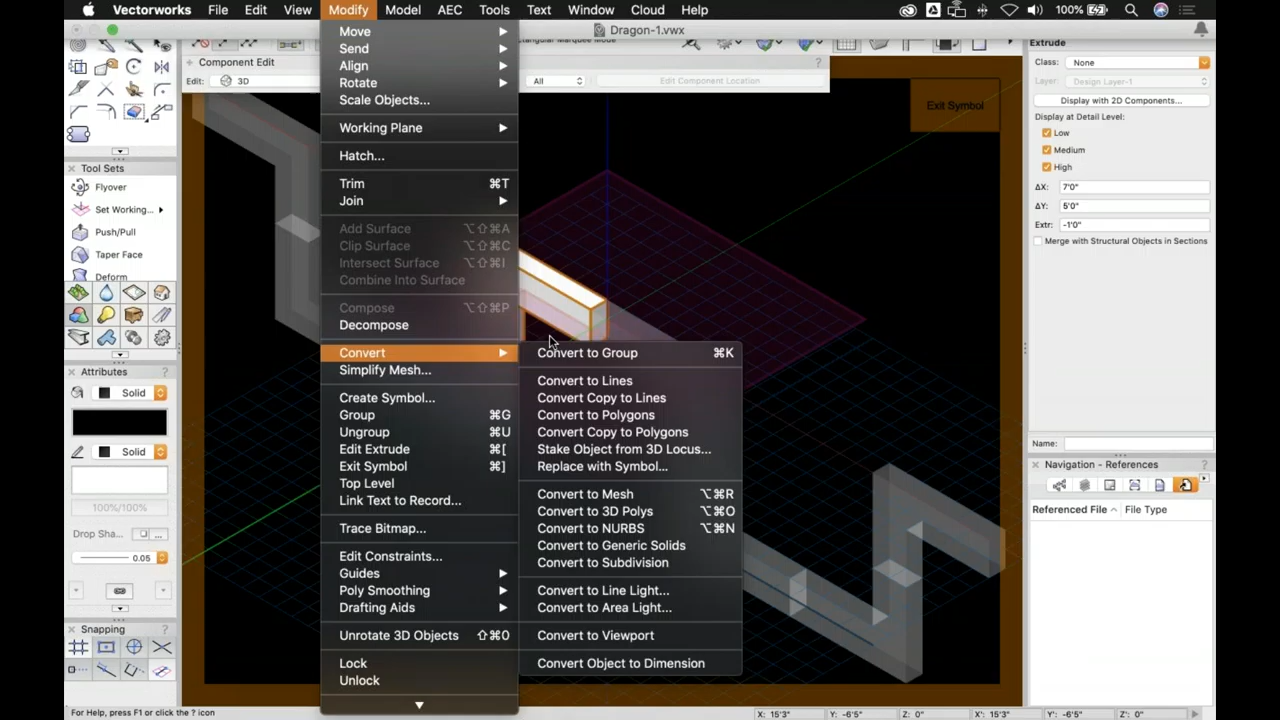 Vectorworks File Edit View Modify Model AEC Tools Text Window Cloud Help 100%
Dragon-1.vwx
Component Edit ?
Edit: 3D
All
Edit Component Location
Exit Symbol
Tool Sets
Flyover
Set Working...
Push/Pull
Taper Face
Deform
Attributes ?
Solid
Solid
100%/100%
Drop Sha... ...
0.05
Snapping ?
For Help, press F1 or click the ? icon
Move
Send
Align
Rotate
Scale Objects...
Working Plane
Hatch...
Trim ⌘T
Join
Add Surface ⌥⇧⌘A
Clip Surface ⌥⇧⌘C
Intersect Surface ⌥⇧⌘I
Combine Into Surface
Compose ⌥⇧⌘P
Decompose
Convert
Simplify Mesh...
Create Symbol...
Group ⌘G
Ungroup ⌘U
Edit Extrude ⌘[
Exit Symbol ⌘]
Top Level
Link Text to Record...
Trace Bitmap...
Edit Constraints...
Guides
Poly Smoothing
Drafting Aids
Unrotate 3D Objects ⇧⌘0
Lock
Unlock
Convert to Group ⌘K
Convert to Lines
Convert Copy to Lines
Convert to Polygons
Convert Copy to Polygons
Stake Object from 3D Locus...
Replace with Symbol...
Convert to Mesh ⌥⌘R
Convert to 3D Polys ⌥⌘O
Convert to NURBS ⌥⌘N
Convert to Generic Solids
Convert to Subdivision
Convert to Line Light...
Convert to Area Light...
Convert to Viewport
Convert Object to Dimension
Extrude
Class: None
Layer: Design Layer-1
Display with 2D Components...
Display at Detail Level:
Low
Medium
High
ΔX: 7'0"
ΔY: 5'0"
Extr: -1'0"
Merge with Structural Objects in Sections
Name:
Navigation - References ?
Referenced File File Type
X: 15'3" Y: -6'5" Z: 0" X': 15'3" Y': -6'5" Z': 0"